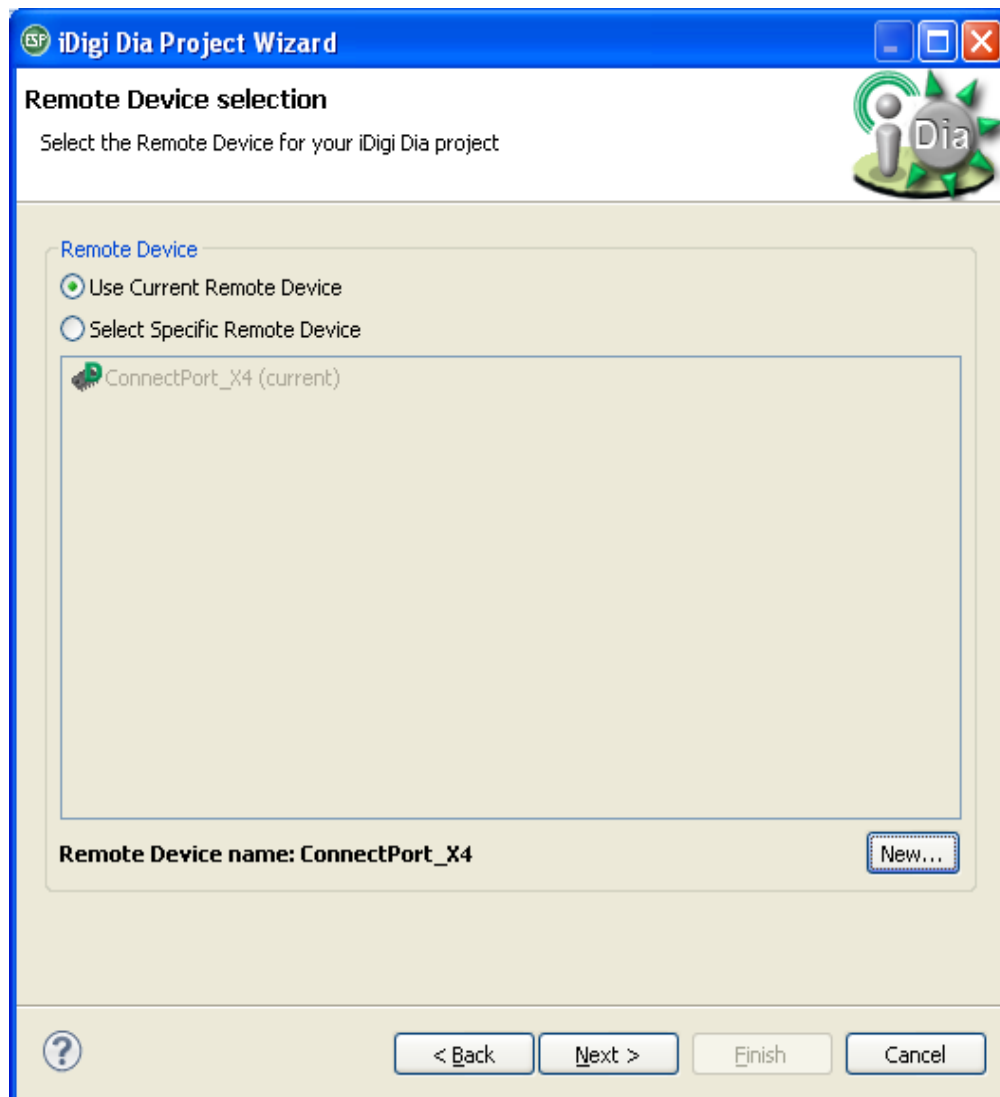 ESP iDigi Dia Project Wizard
Remote Device selection
Select the Remote Device for your iDigi Dia project
Dia
Remote Device
Use Current Remote Device
Select Specific Remote Device
D ConnectPort_X4 (current)
Remote Device name: ConnectPort_X4
New...
? < Back Next > Finish Cancel